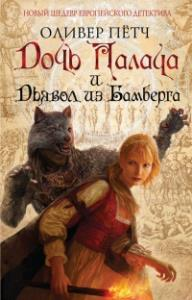 НОВЫЙ ШЕДЕВР ЕВРОПЕЙСКОГО ДЕТЕКТИВА
ОЛИВЕР ПЁТЧ
Дочь Палача
и
Дьявол из Бамберга